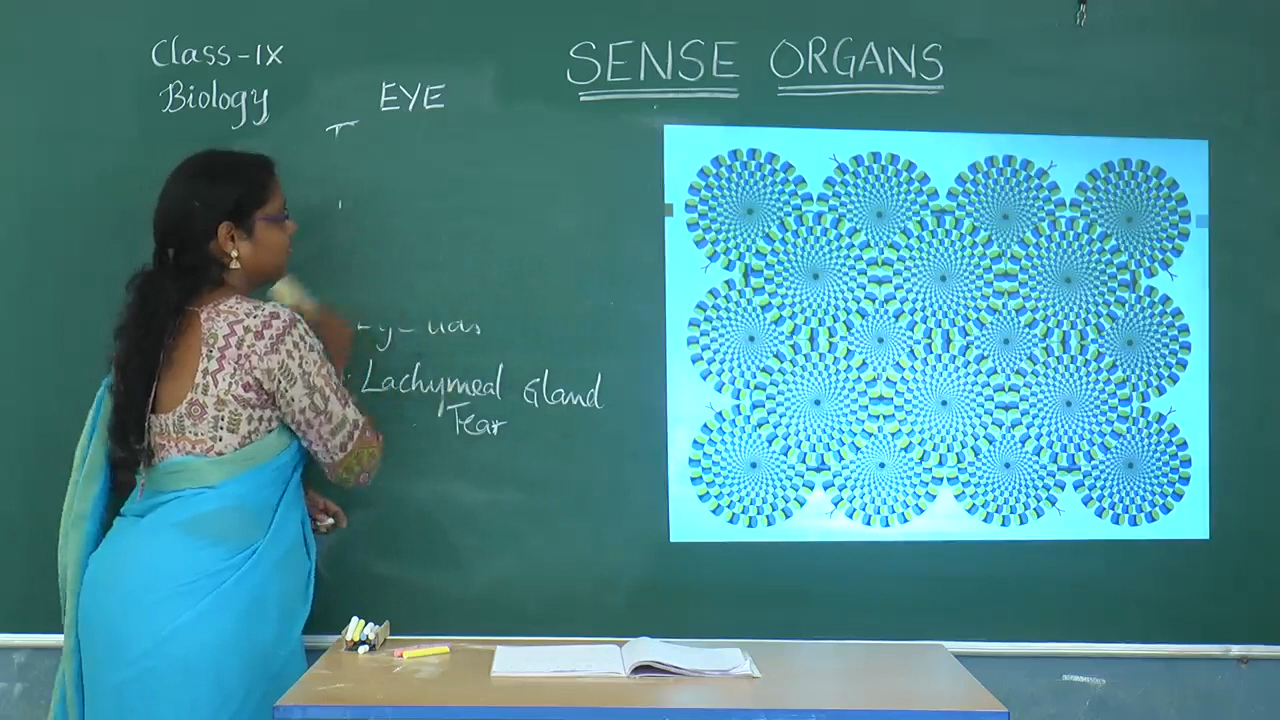 Class-IX
Biology
EYE
SENSE ORGANS
Lachymeal Gland
Tear